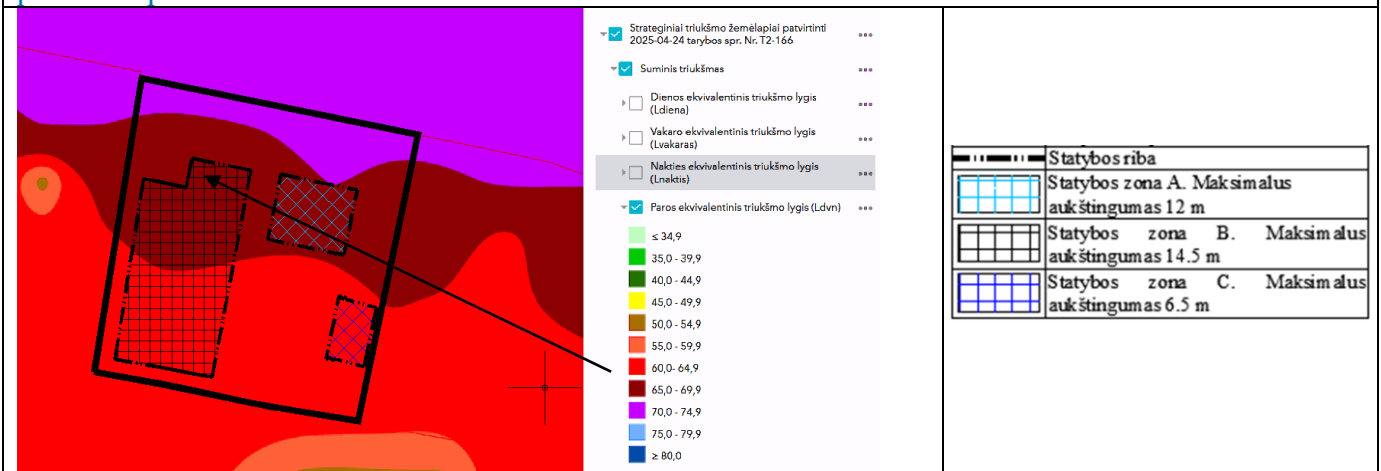 Strateginiai triukšmo žemėlapiai patvirtinti
2025-04-24 tarybos spr. Nr. T2-166
Suminis triukšmas
Dienos ekvivalentinis triukšmo lygis
(Ldiena)
Vakaro ekvivalentinis triukšmo lygis
(Lvakaras)
Nakties ekvivalentinis triukšmo lygis
(Lnaktis)
Paros ekvivalentinis triukšmo lygis (Ldvn)
≤ 34,9
35,0 - 39,9
40,0 - 44,9
45,0 - 49,9
50,0 - 54,9
55,0 - 59,9
60,0- 64,9
65,0 - 69,9
70,0 - 74,9
75,0 - 79,9
≥ 80,0
Statybos riba
Statybos zona A. Maksimalus
aukštingumas 12 m
Statybos zona B. Maksimalus
aukštingumas 14.5 m
Statybos zona C. Maksimalus
aukštingumas 6.5 m